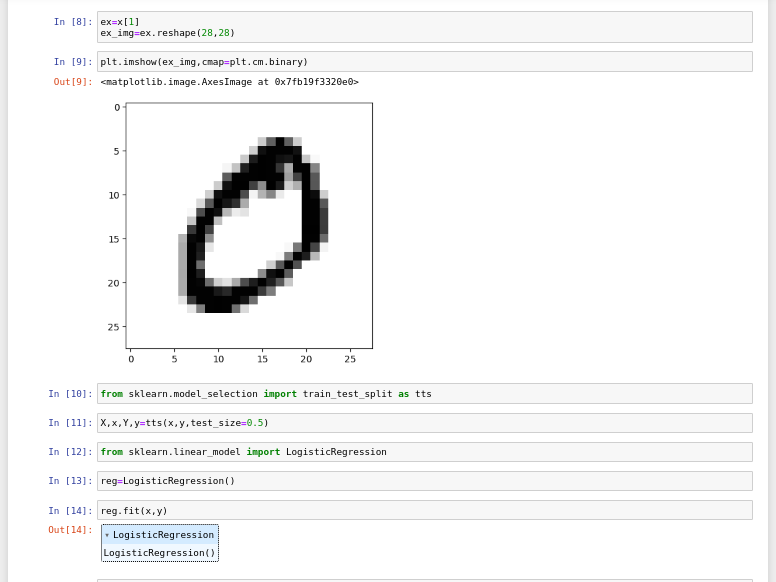 In [8]: ex=x[1]
ex_img=ex.reshape(28,28)
In [9]: plt.imshow(ex_img,cmap=plt.cm.binary)
Out[9]: <matplotlib.image.AxesImage at 0x7fb19f3320e0>
0
5
10
15
20
25
0 5 10 15 20 25
In [10]: from sklearn.model_selection import train_test_split as tts
In [11]: X,x,Y,y=tts(x,y,test_size=0.5)
In [12]: from sklearn.linear_model import LogisticRegression
In [13]: reg=LogisticRegression()
In [14]: reg.fit(x,y)
Out[14]: ▾ LogisticRegression
LogisticRegression()